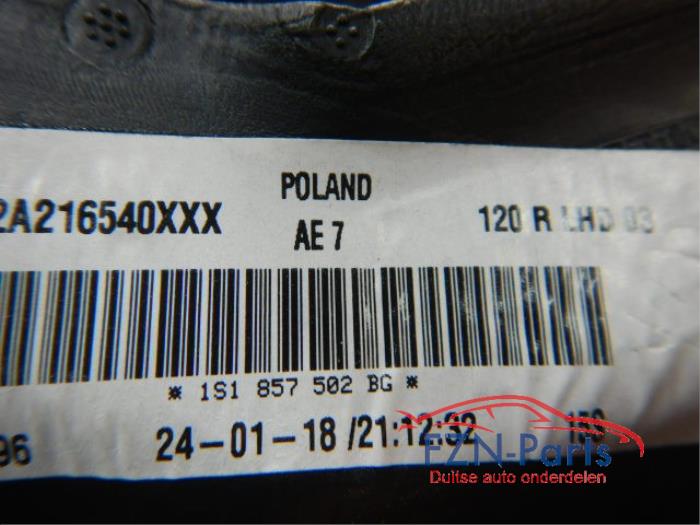 POLAND
2A216540XXX AE 7 120 R LHD 03
* 1S1 857 502 BG *
96 24-01-18 /21:12:32 159
FZN-Parts
Duitse auto onderdelen